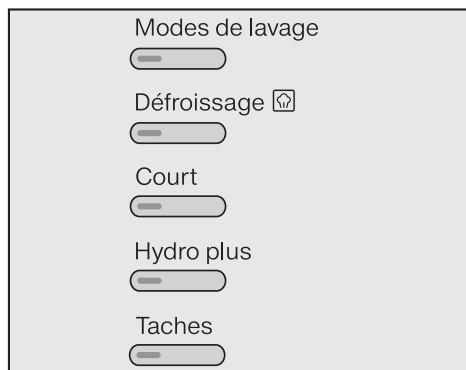 Modes de lavage
Défroissage
Court
Hydro plus
Taches